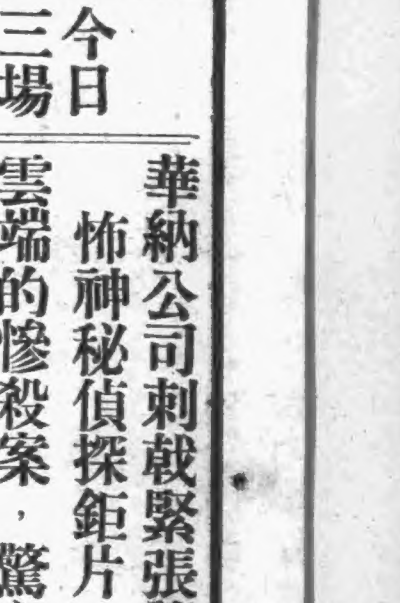 今日
三場
華納公司刺戟緊張
怖神秘偵探鉅片
雲端的慘殺案，驚